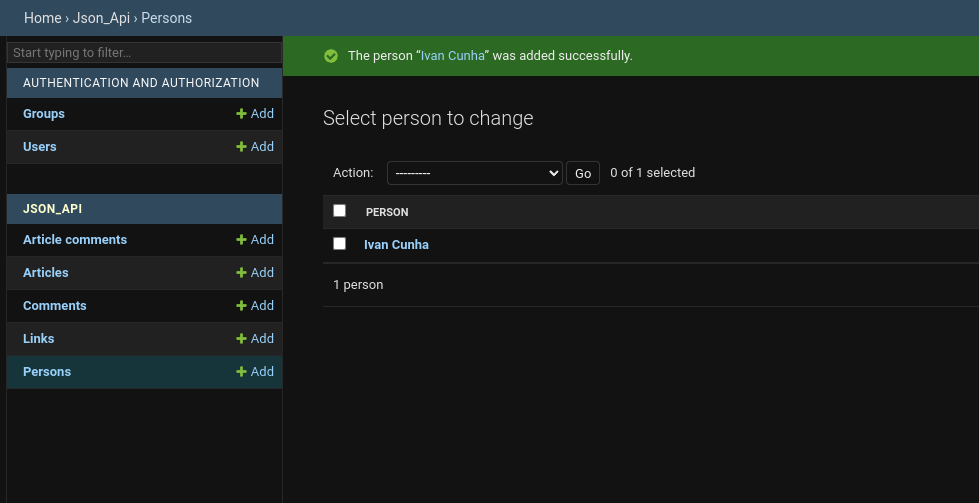 Home › Json_Api › Persons
Start typing to filter…
AUTHENTICATION AND AUTHORIZATION
Groups + Add
Users + Add
JSON_API
Article comments + Add
Articles + Add
Comments + Add
Links + Add
Persons + Add
The person “Ivan Cunha” was added successfully.
Select person to change
Action: --------- Go 0 of 1 selected
PERSON
Ivan Cunha
1 person